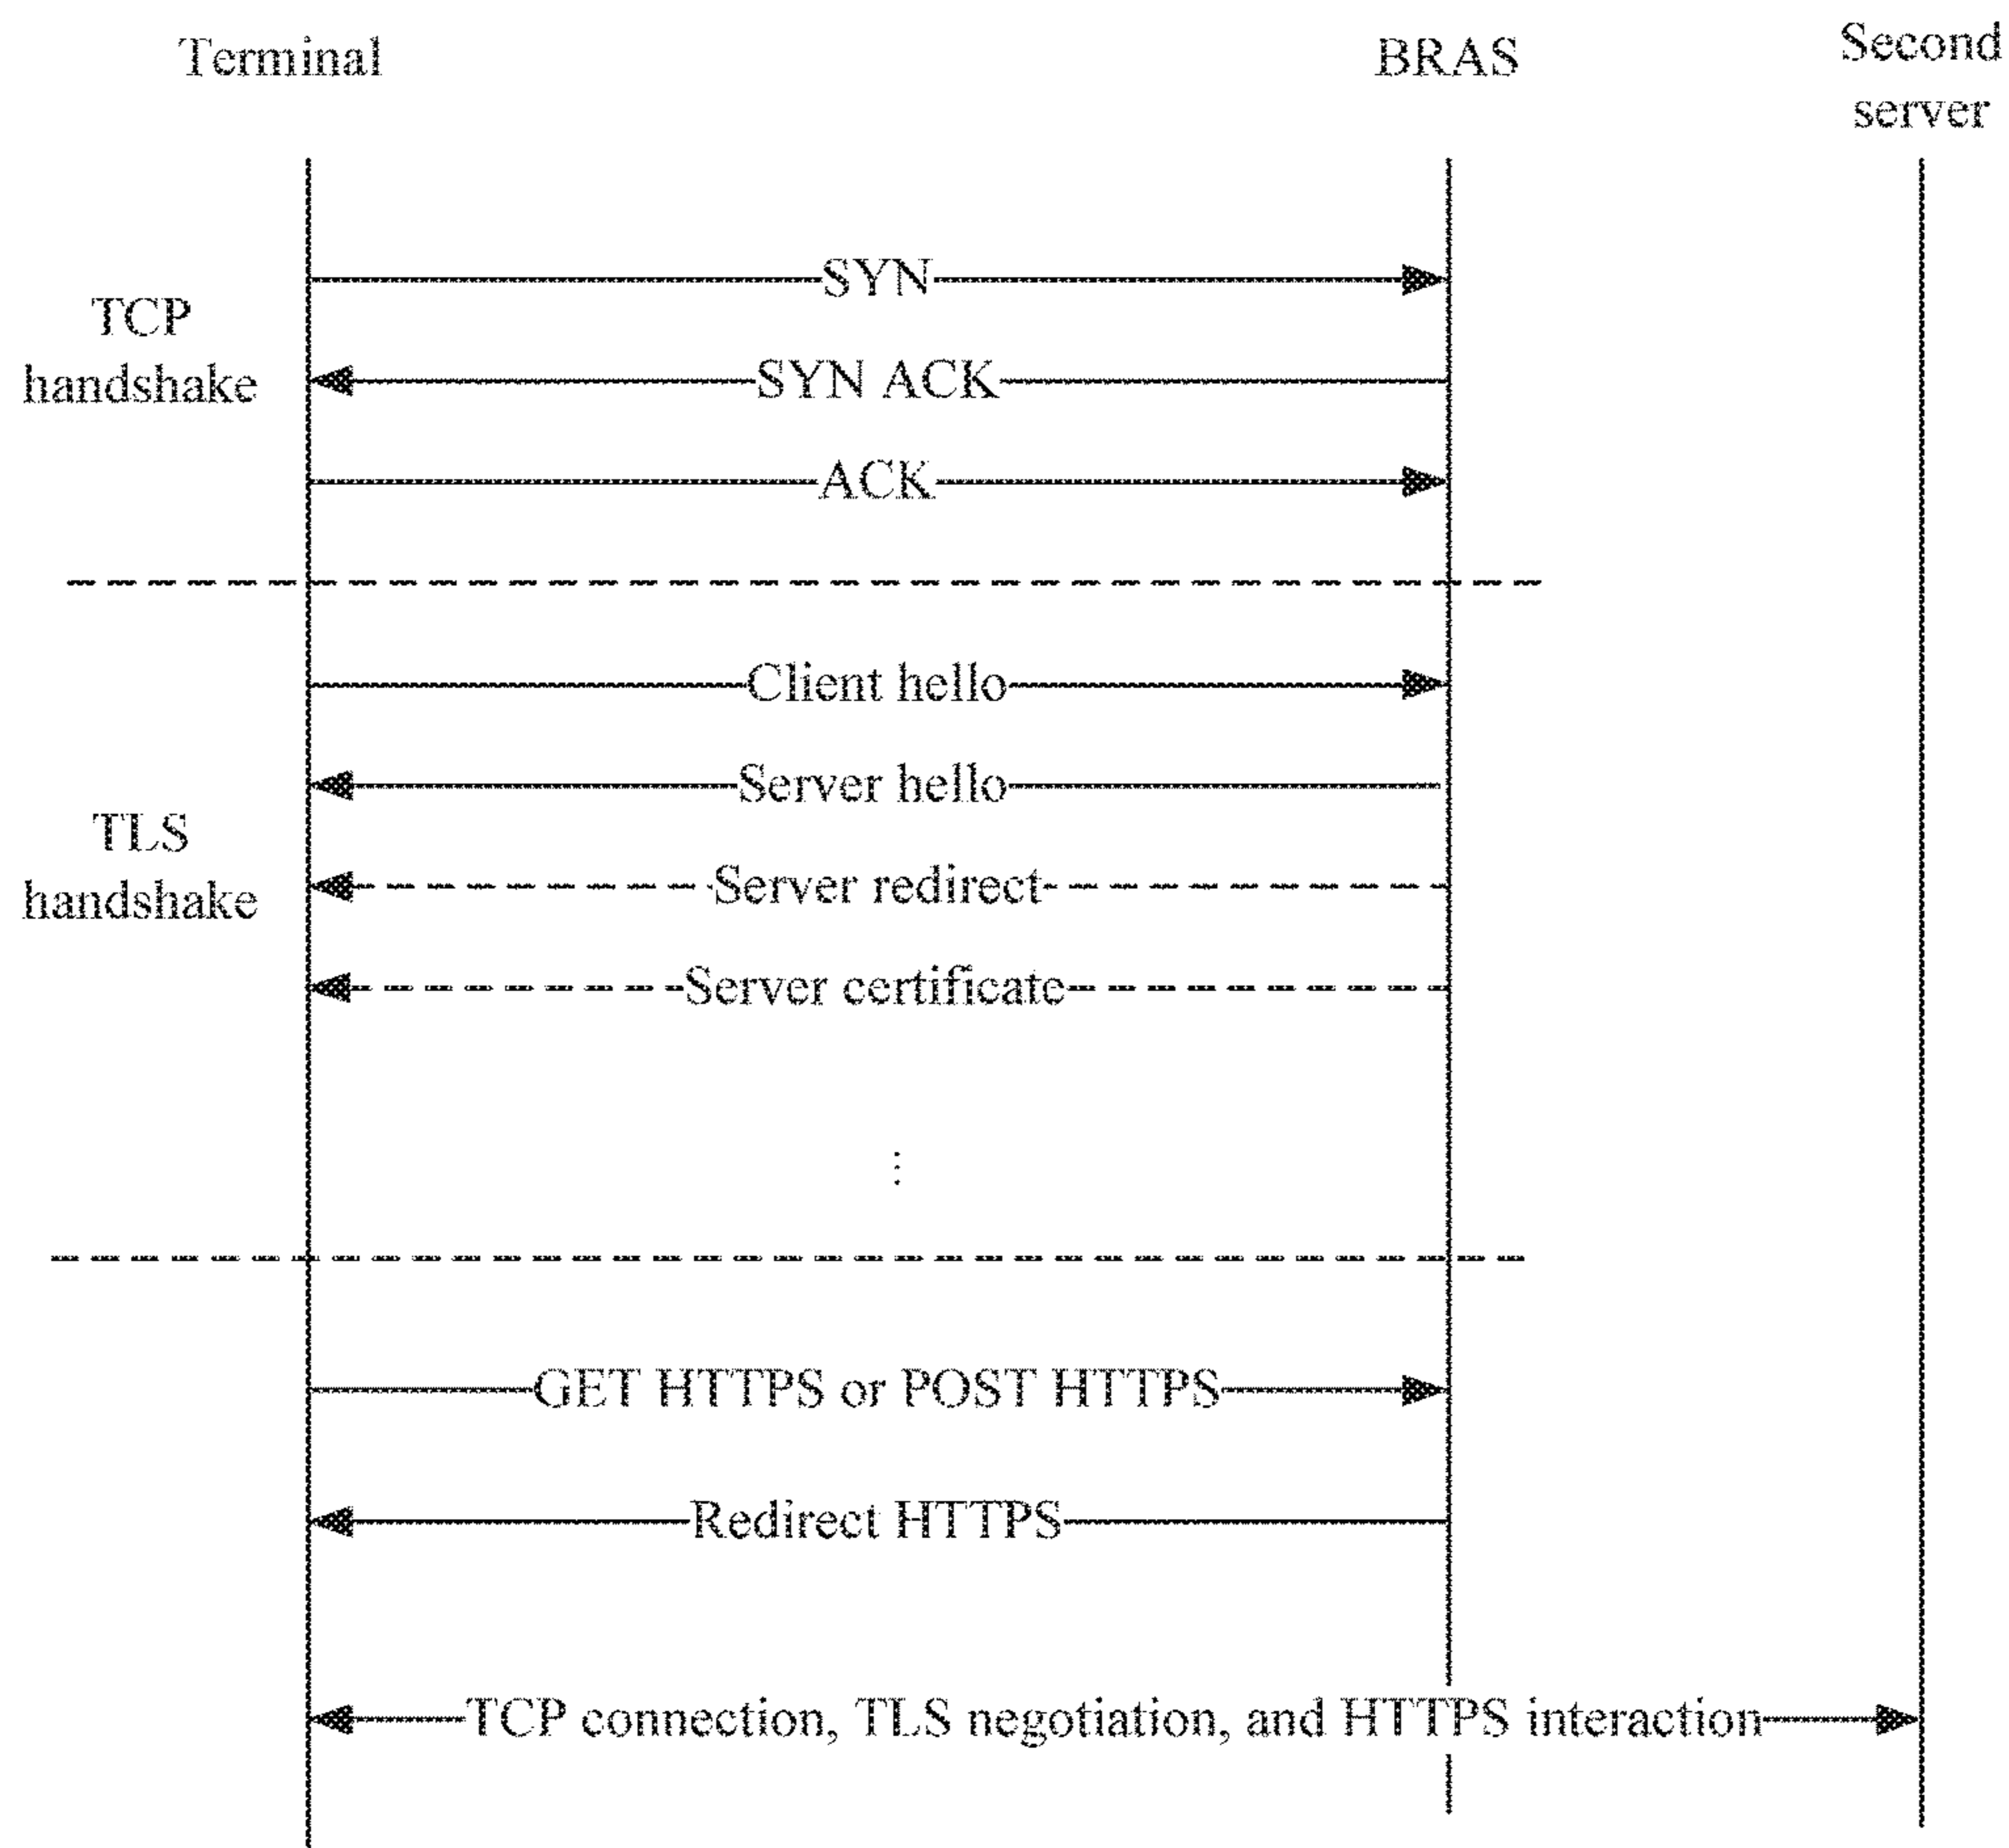 Terminal
BRAS
Second
server
SYN
TCP
handshake
SYN ACK
ACK
Client hello
Server hello
TLS
handshake
Server redirect
Server certificate
⋮
GET HTTPS or POST HTTPS
Redirect HTTPS
TCP connection, TLS negotiation, and HTTPS interaction